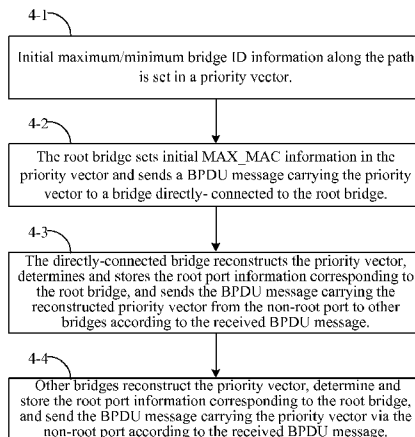 4-1
Initial maximum/minimum bridge ID information along the path
is set in a priority vector.
4-2
The root bridge sets initial MAX_MAC information in the
priority vector and sends a BPDU message carrying the priority
vector to a bridge directly- connected to the root bridge.
4-3
The directly-connected bridge reconstructs the priority vector,
determines and stores the root port information corresponding to
the root bridge, and sends the BPDU message carrying the
reconstructed priority vector from the non-root port to other
bridges according to the received BPDU message.
4-4
Other bridges reconstruct the priority vector, determine and
store the root port information corresponding to the root bridge,
and send the BPDU message carrying the priority vector via the
non-root port according to the received BPDU message.